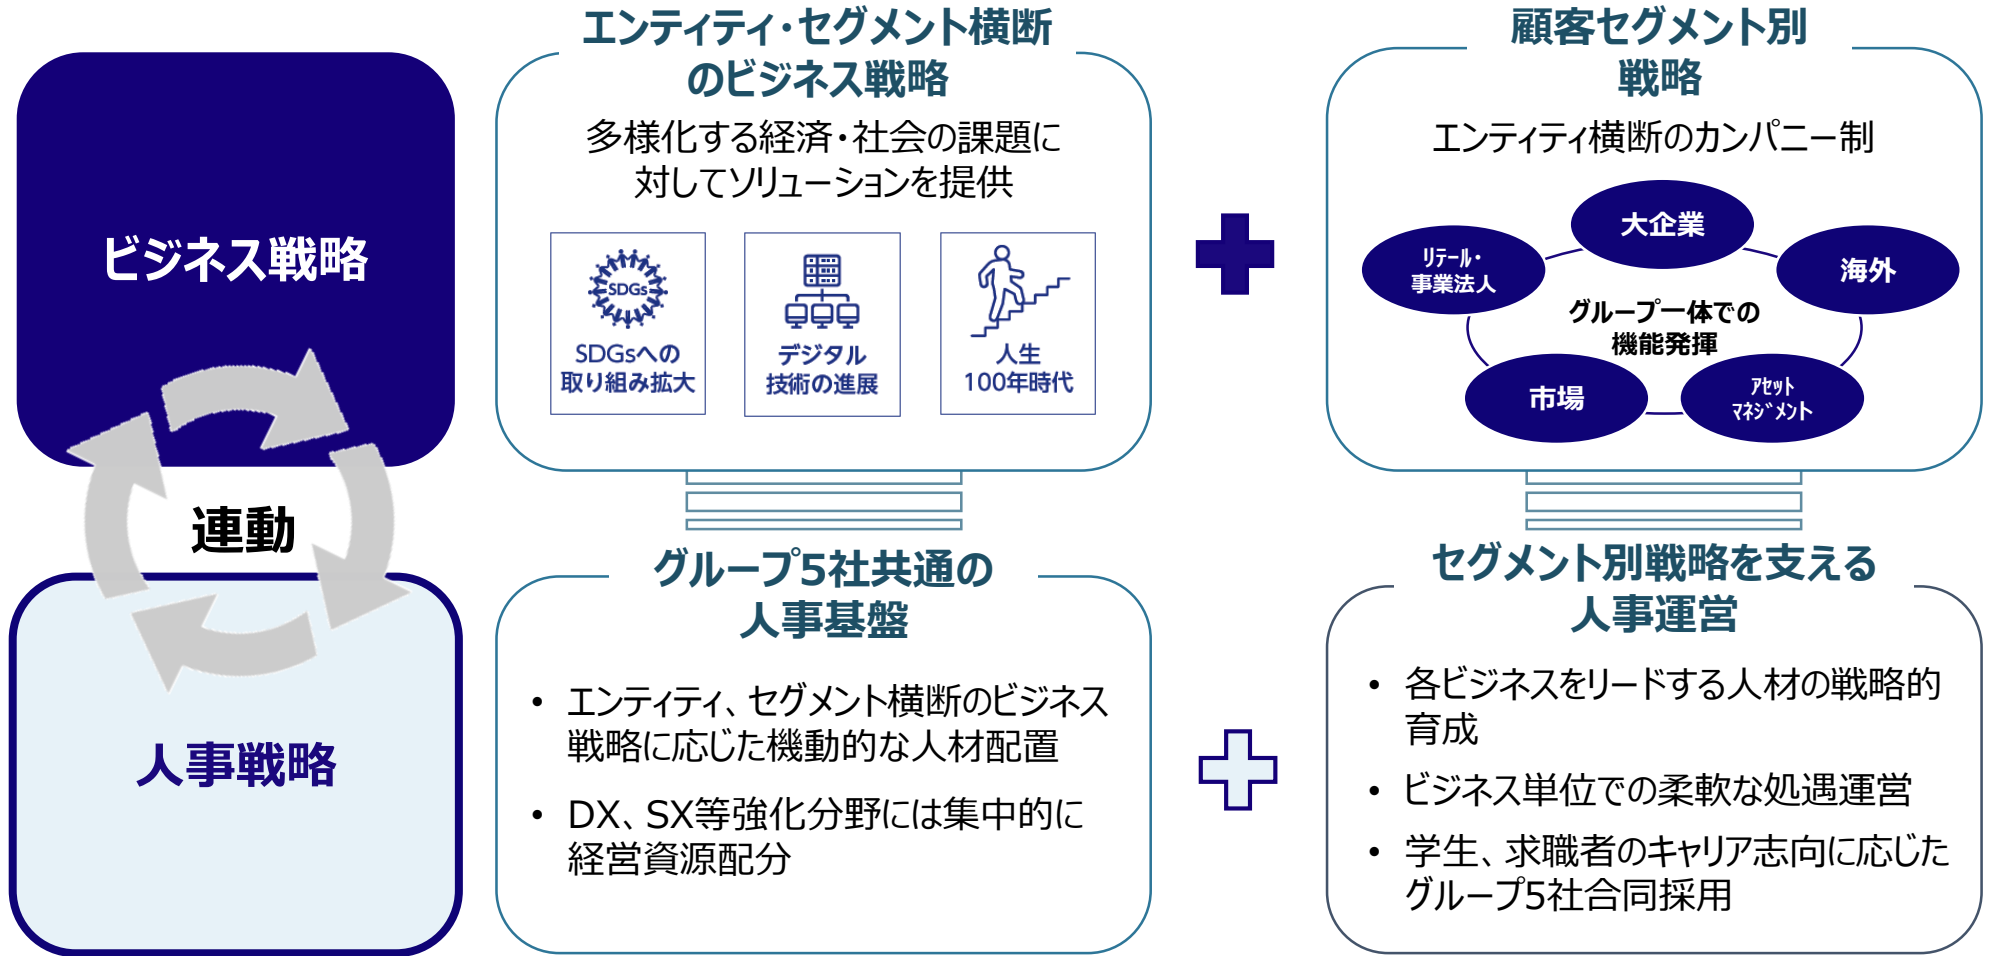 ビジネス戦略
連動
人事戦略
エンティティ・セグメント横断
のビジネス戦略
多様化する経済・社会の課題に
対してソリューションを提供
SDGs
SDGsへの
取り組み拡大
デジタル
技術の進展
人生
100年時代
顧客セグメント別
戦略
エンティティ横断のカンパニー制
大企業
リテール・
事業法人
海外
グループ一体での
機能発揮
市場
アセット
マネジメント
グループ5社共通の
人事基盤
• エンティティ、セグメント横断のビジネス
戦略に応じた機動的な人材配置
• DX、SX等強化分野には集中的に
経営資源配分
セグメント別戦略を支える
人事運営
• 各ビジネスをリードする人材の戦略的
育成
• ビジネス単位での柔軟な処遇運営
• 学生、求職者のキャリア志向に応じた
グループ5社合同採用